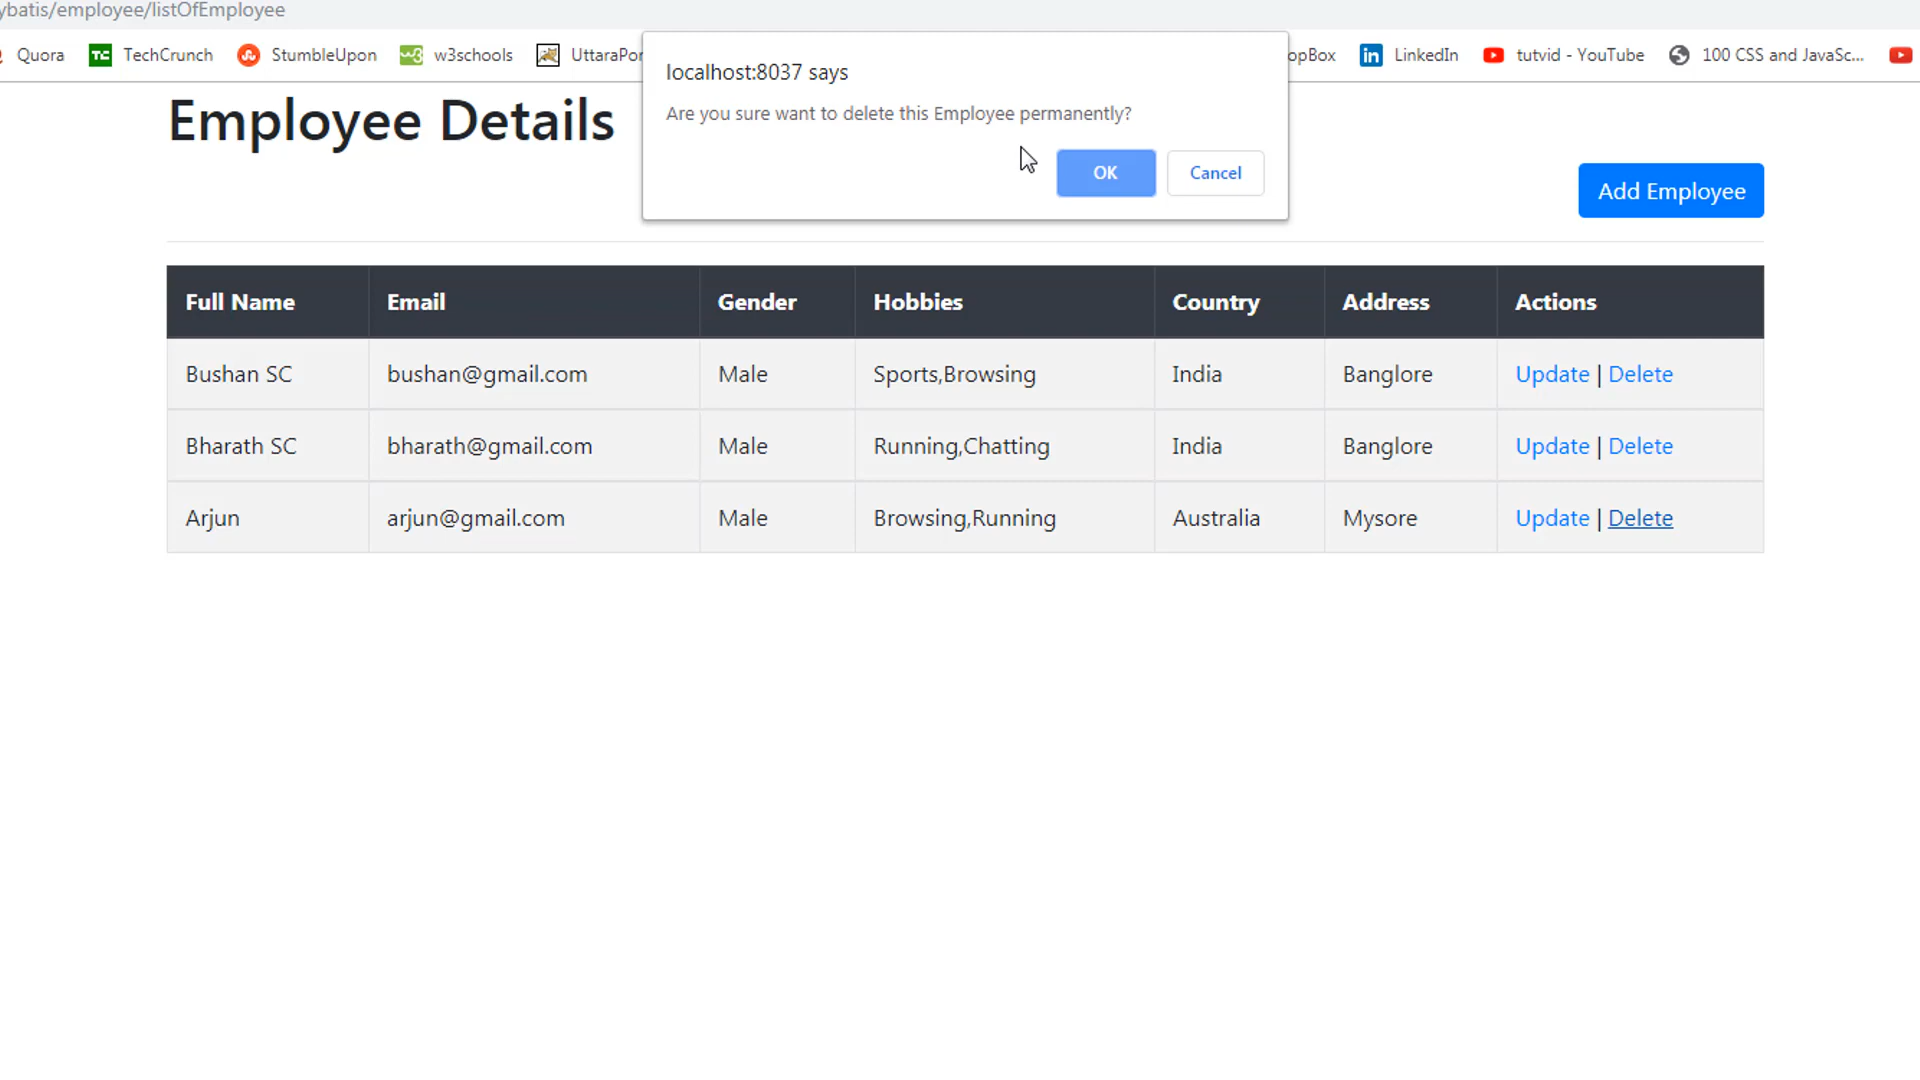 ybatis/employee/listOfEmployee
Quora TechCrunch StumbleUpon w3schools UttaraPor opBox LinkedIn tutvid - YouTube 100 CSS and JavaSc...
localhost:8037 says
Are you sure want to delete this Employee permanently?
OK Cancel
Employee Details
Add Employee
Full Name Email Gender Hobbies Country Address Actions
Bushan SC bushan@gmail.com Male Sports,Browsing India Banglore Update | Delete
Bharath SC bharath@gmail.com Male Running,Chatting India Banglore Update | Delete
Arjun arjun@gmail.com Male Browsing,Running Australia Mysore Update | Delete